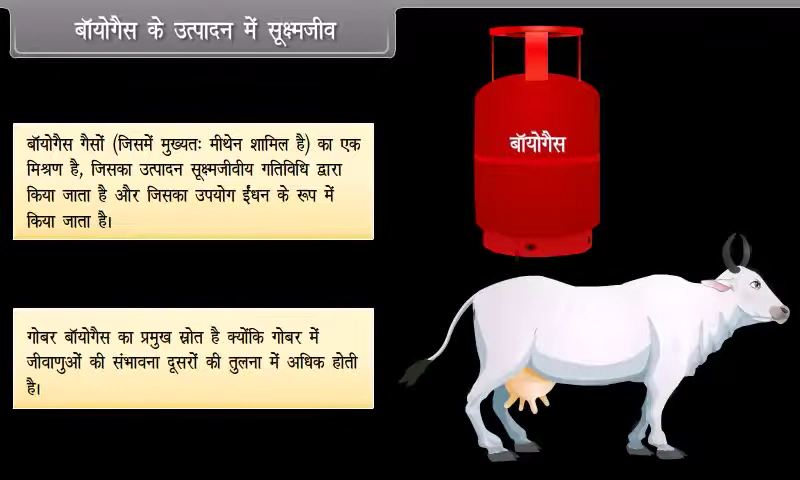 बॉयोगैस के उत्पादन में सूक्ष्मजीव
बॉयोगैस गैसों (जिसमें मुख्यतः मीथेन शामिल है) का एक
मिश्रण है, जिसका उत्पादन सूक्ष्मजीवीय गतिविधि द्वारा
किया जाता है और जिसका उपयोग ईंधन के रूप में
किया जाता है।
बॉयोगैस
गोबर बॉयोगैस का प्रमुख स्रोत है क्योंकि गोबर में
जीवाणुओं की संभावना दूसरों की तुलना में अधिक होती
है।